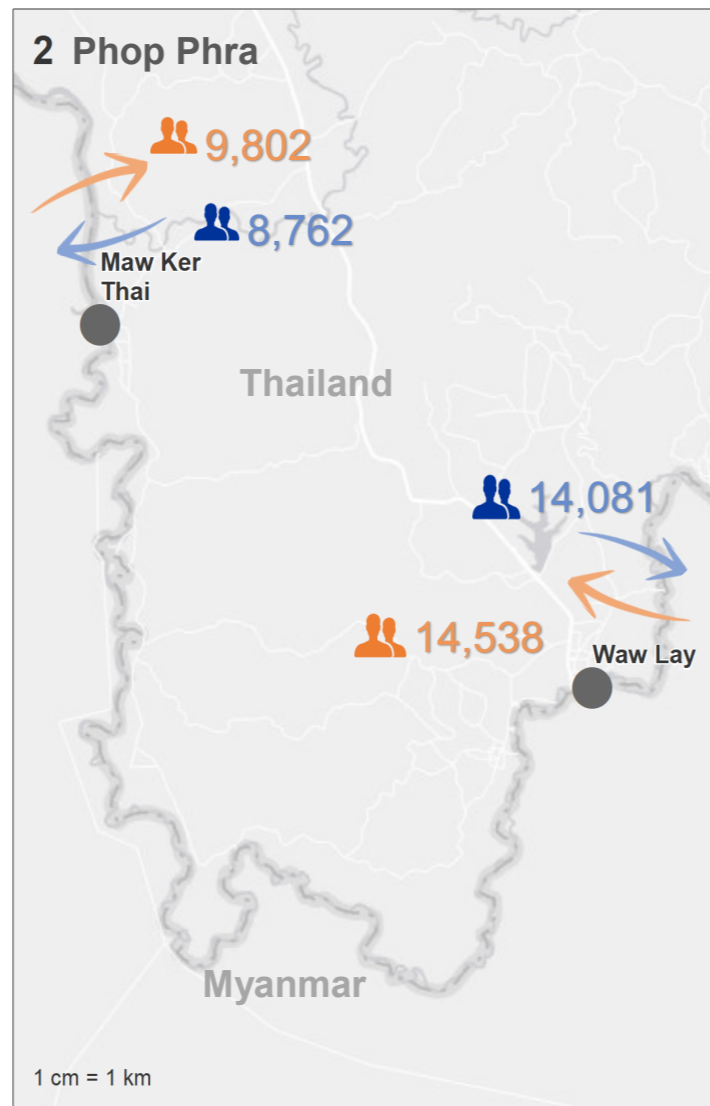 2 Phop Phra
9,802
8,762
Maw Ker
Thai
Thailand
14,081
14,538
Waw Lay
Myanmar
1 cm = 1 km